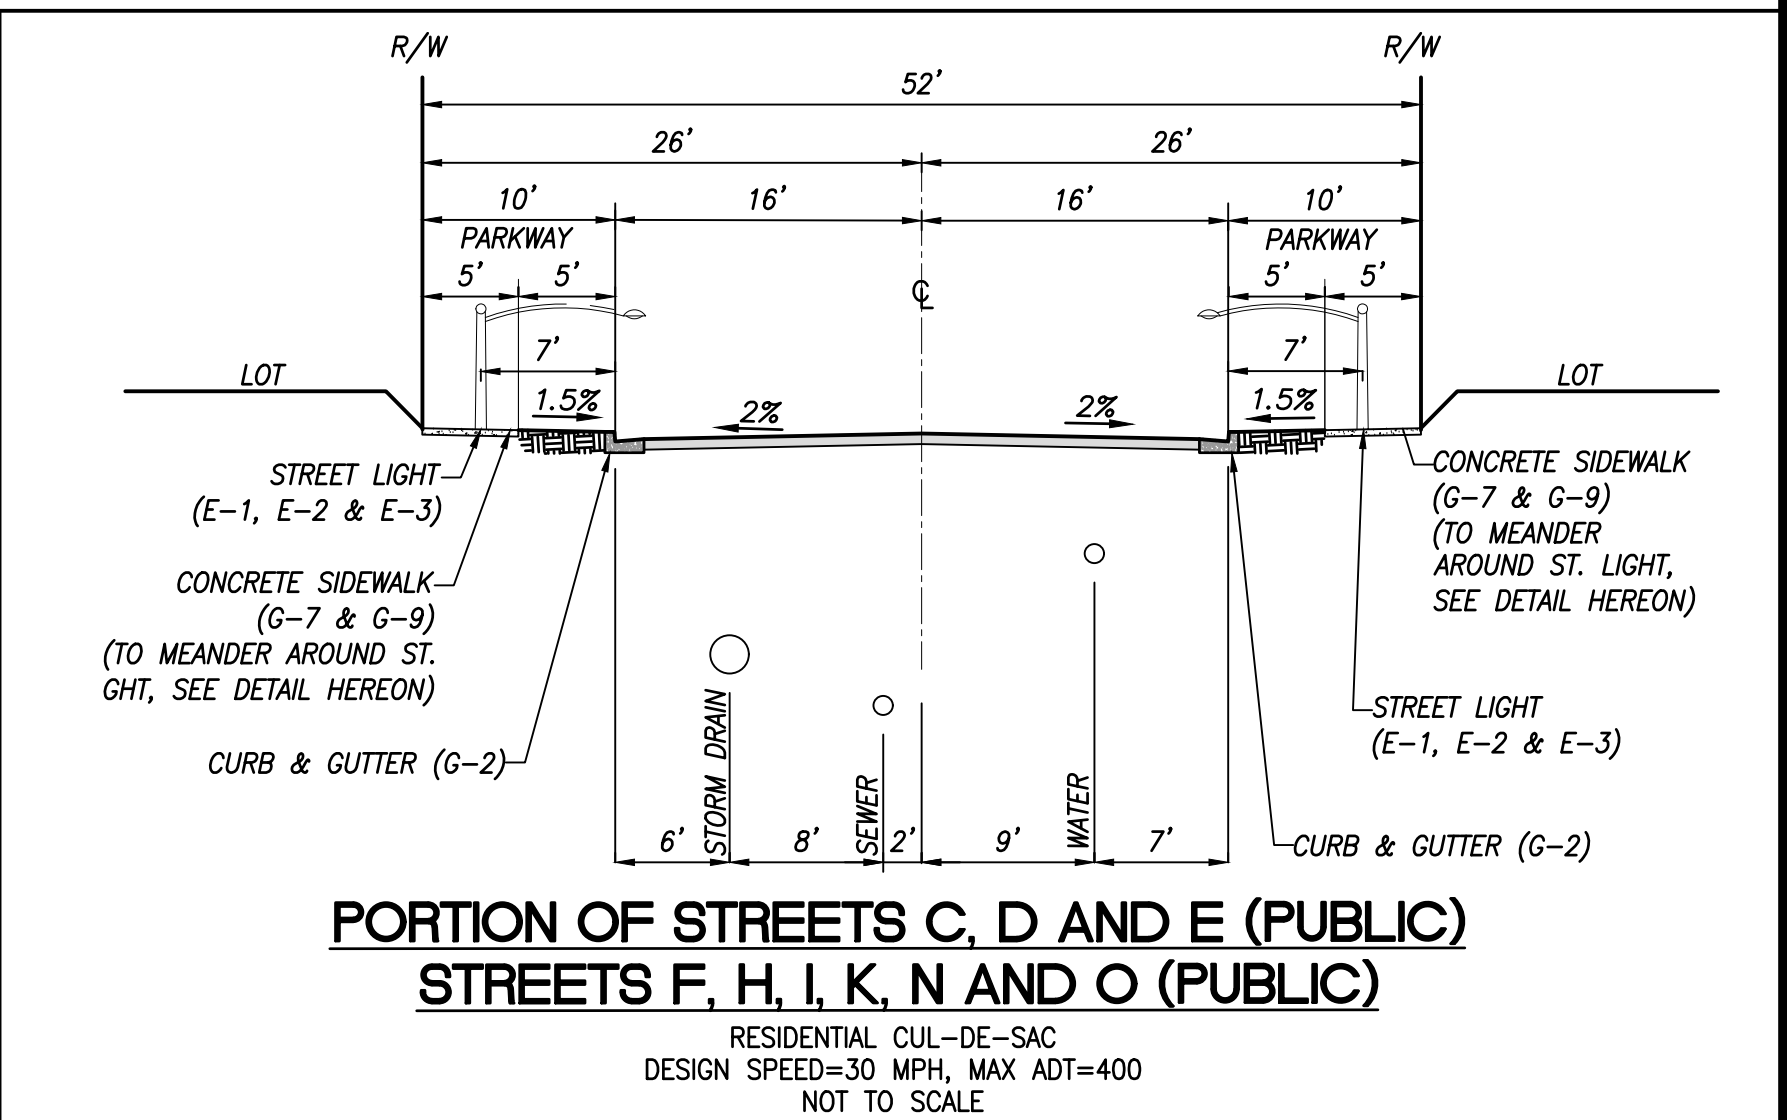 R/W R/W
52'
26' 26'
10' 16' 16' 10'
PARKWAY PARKWAY
5' 5' 5' 5'
℄
7' 7'
LOT LOT
1.5% 2% 2% 1.5%
STREET LIGHT
(E-1, E-2 & E-3)
CONCRETE SIDEWALK
(G-7 & G-9)
(TO MEANDER AROUND ST.
GHT, SEE DETAIL HEREON)
CURB & GUTTER (G-2)
CONCRETE SIDEWALK
(G-7 & G-9)
(TO MEANDER
AROUND ST. LIGHT,
SEE DETAIL HEREON)
STREET LIGHT
(E-1, E-2 & E-3)
CURB & GUTTER (G-2)
STORM DRAIN
SEWER
WATER
6' 8' 2' 9' 7'
PORTION OF STREETS C, D AND E (PUBLIC)
STREETS F, H, I, K, N AND O (PUBLIC)
RESIDENTIAL CUL-DE-SAC
DESIGN SPEED=30 MPH, MAX ADT=400
NOT TO SCALE